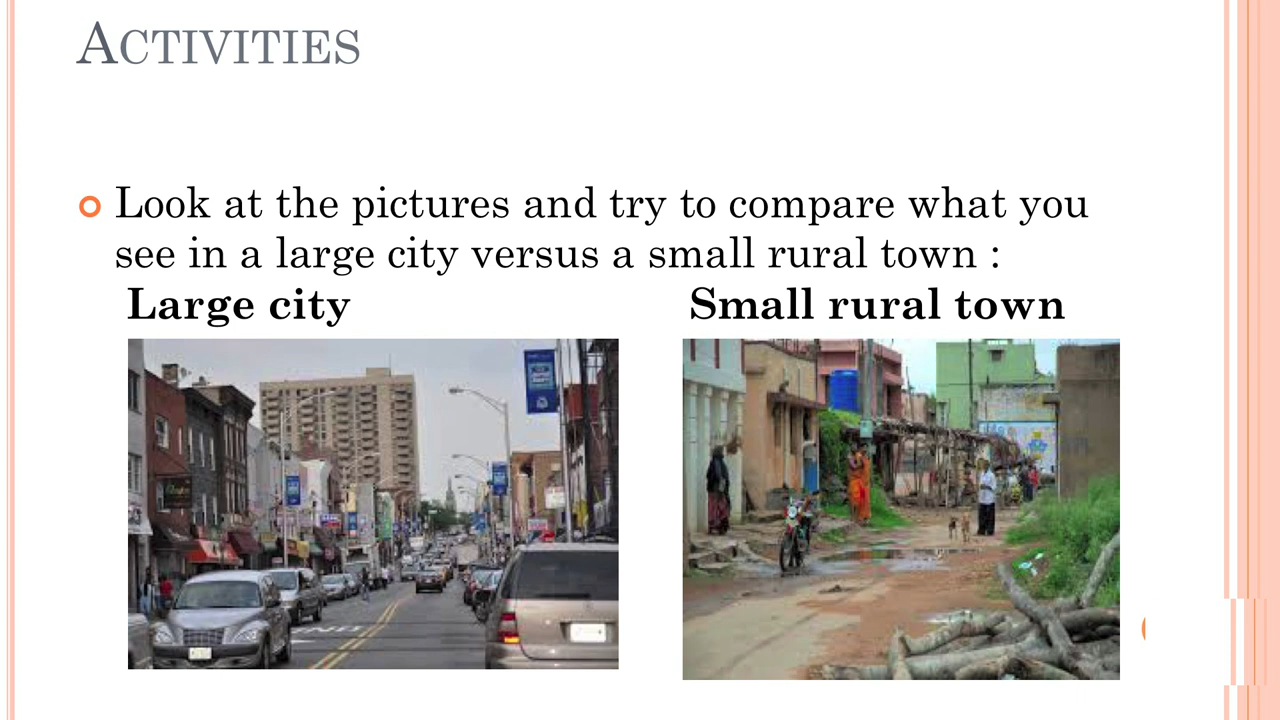 ACTIVITIES
Look at the pictures and try to compare what you
see in a large city versus a small rural town :
Large city
Small rural town